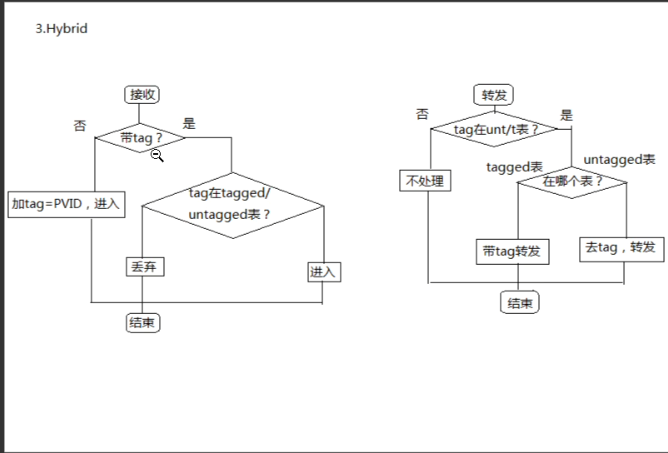 3.Hybrid
接收
否
是
带tag？
tag在tagged/
untagged表？
加tag=PVID，进入
丢弃
进入
结束
转发
否
是
tag在unt/t表？
tagged表
untagged表
不处理
在哪个表？
带tag转发
去tag，转发
结束